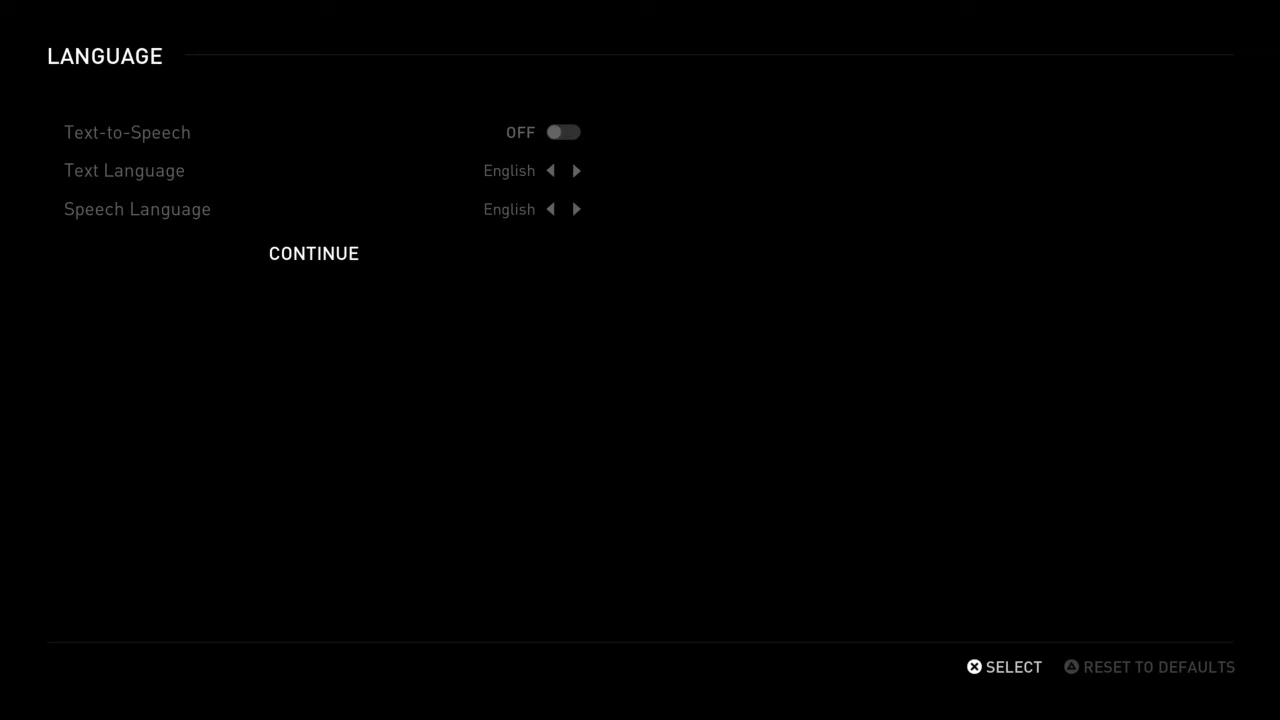 LANGUAGE
Text-to-Speech OFF
Text Language English
Speech Language English
CONTINUE
SELECT RESET TO DEFAULTS